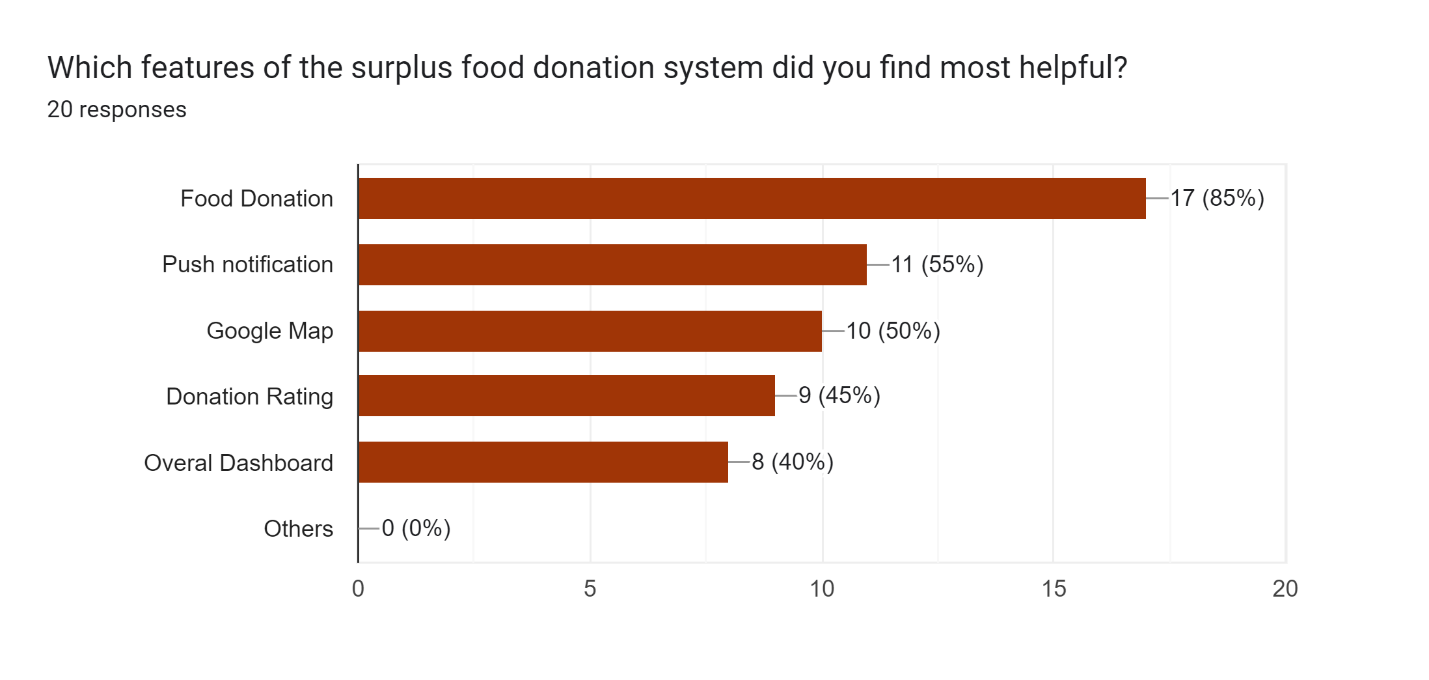 Which features of the surplus food donation system did you find most helpful?
20 responses
Food Donation
17 (85%)
Push notification
11 (55%)
Google Map
10 (50%)
Donation Rating
9 (45%)
Overal Dashboard
8 (40%)
Others
0 (0%)
0
5
10
15
20